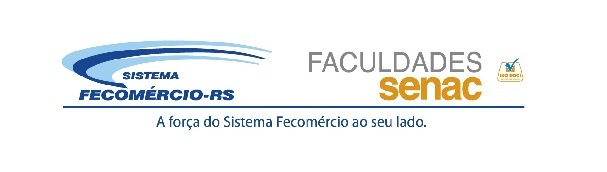 SISTEMA
FECOMÉRCIO-RS
FACULDADES
senac
A força do Sistema Fecomércio ao seu lado.